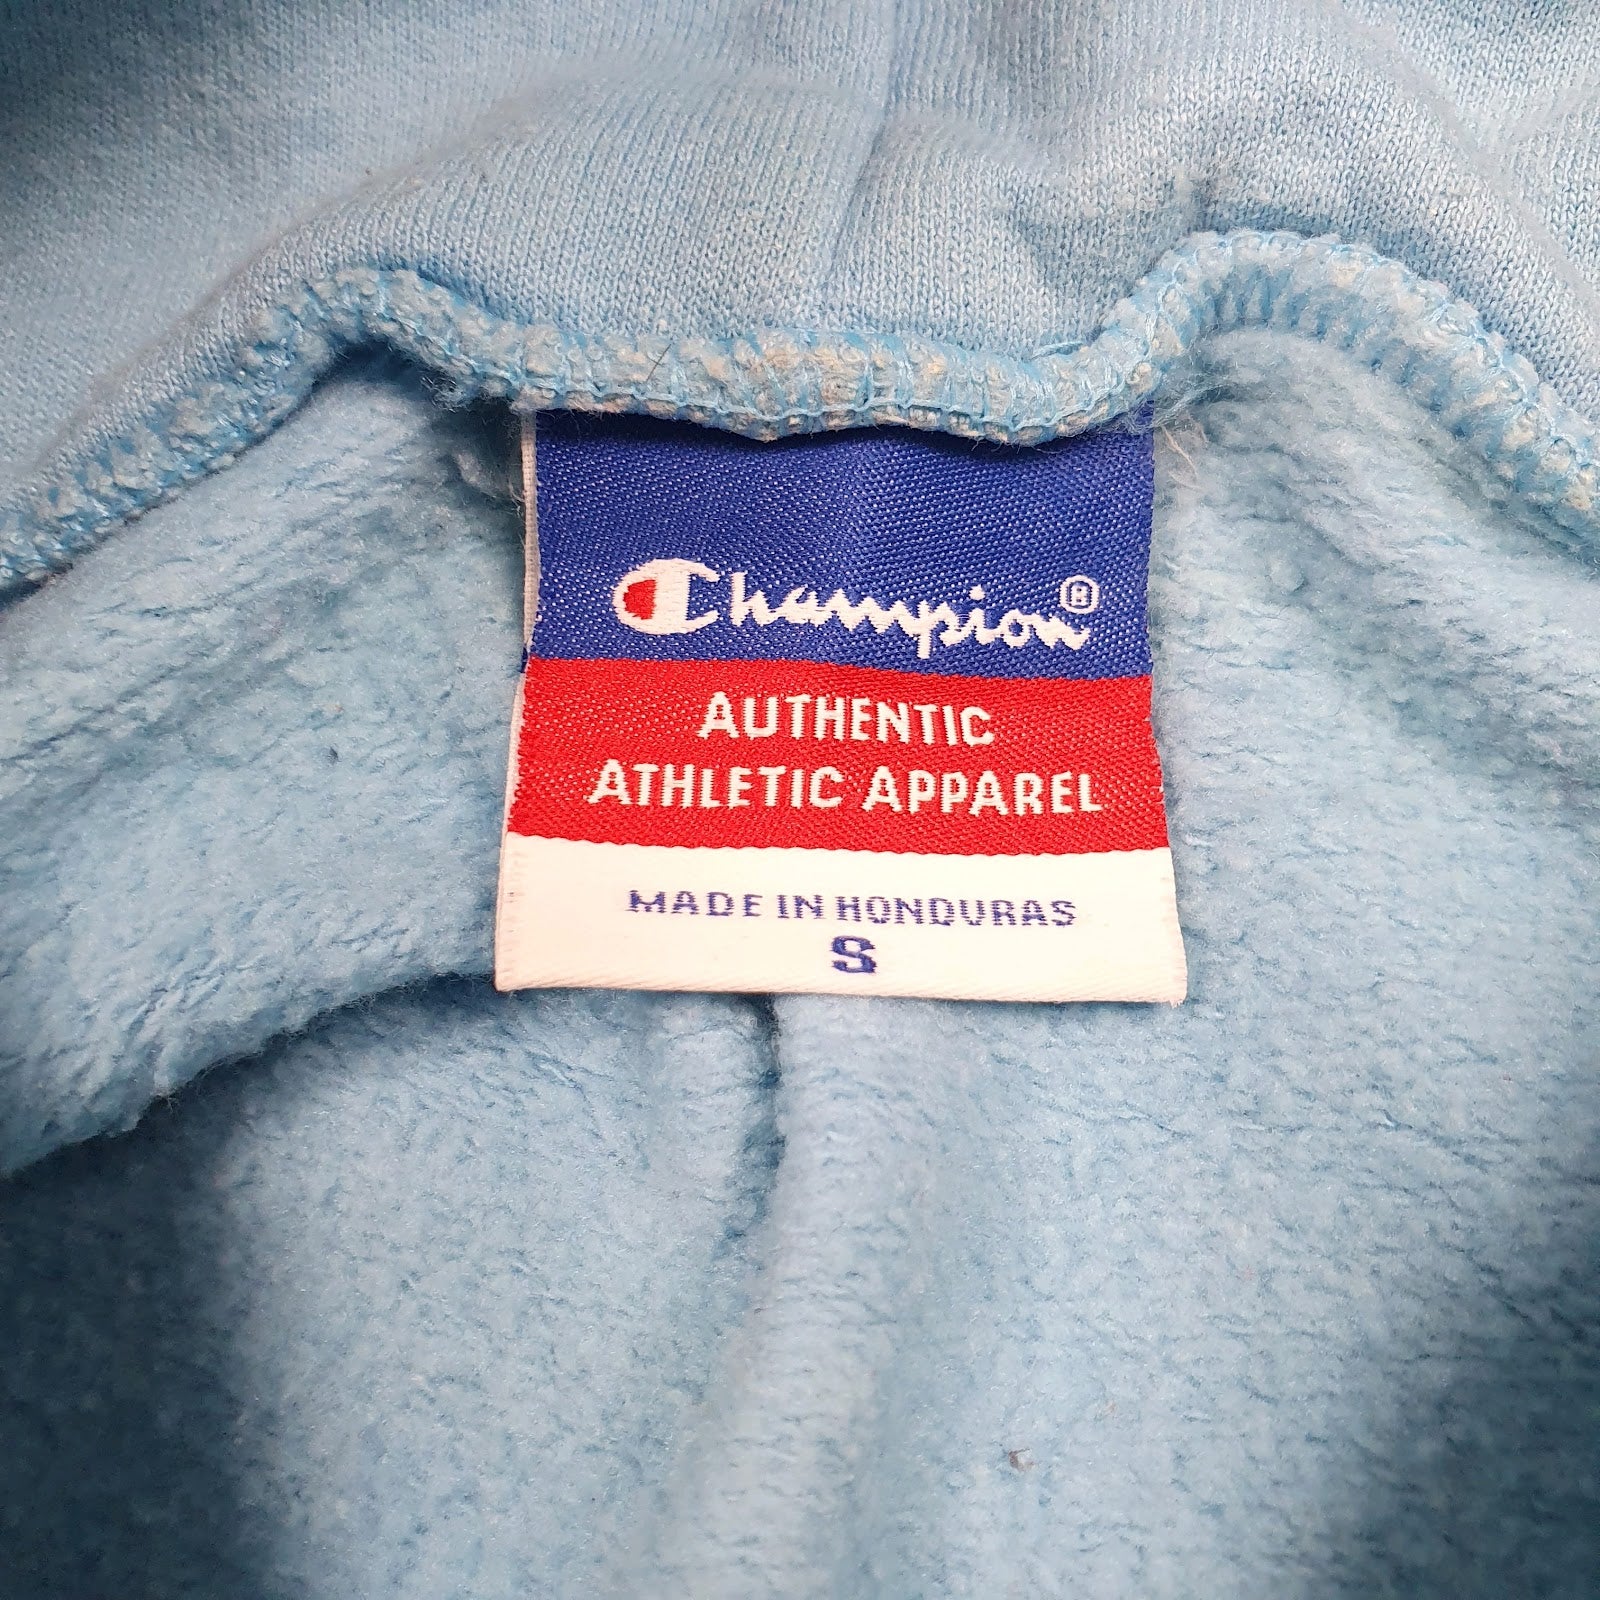 Champion®
AUTHENTIC
ATHLETIC APPAREL
MADE IN HONDURAS
S